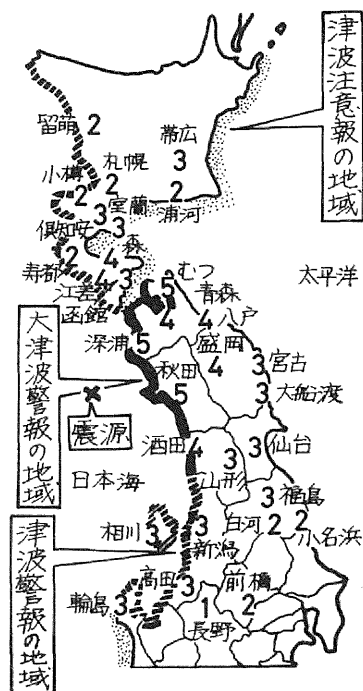 津波注意報の地域
留萌 2
帯広 3
札幌 2
小樽 2
室蘭 3
浦河 2
倶知安 3
森 4
寿都 2
江差 4
函館 3
むつ 5
太平洋
青森 4
八戸 4
深浦 5
盛岡 4
宮古 3
大津波警報の地域
秋田 5
大船渡 3
震源
酒田 4
仙台 3
日本海
山形 3
福島 3
相川 3
新潟 3
白河 2
小名浜 2
津波警報の地域
高田 3
前橋 2
輪島 3
長野 1